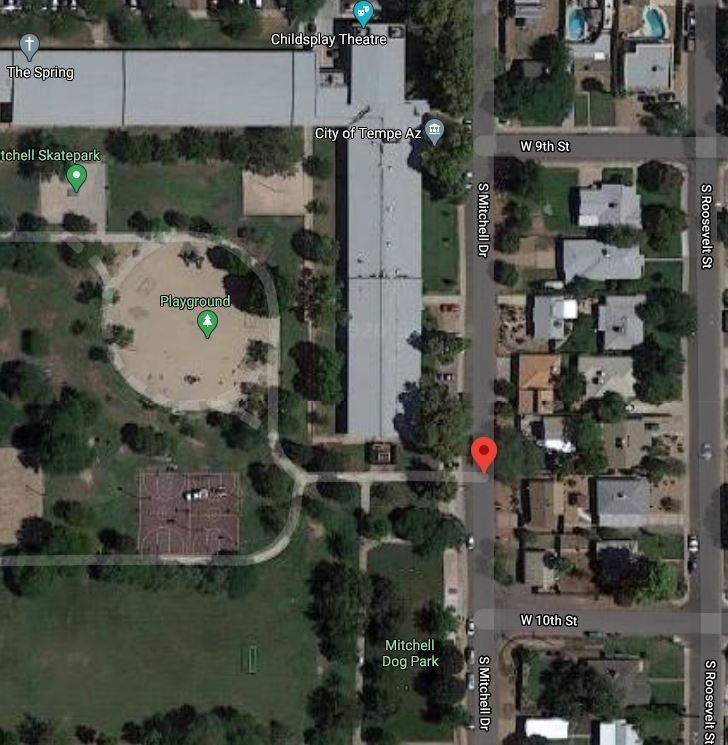 Childsplay Theatre
The Spring
City of Tempe Az
tchell Skatepark
W 9th St
S Mitchell Dr
S Roosevelt St
Playground
W 10th St
Mitchell
Dog Park
S Mitchell Dr
S Roosevelt St